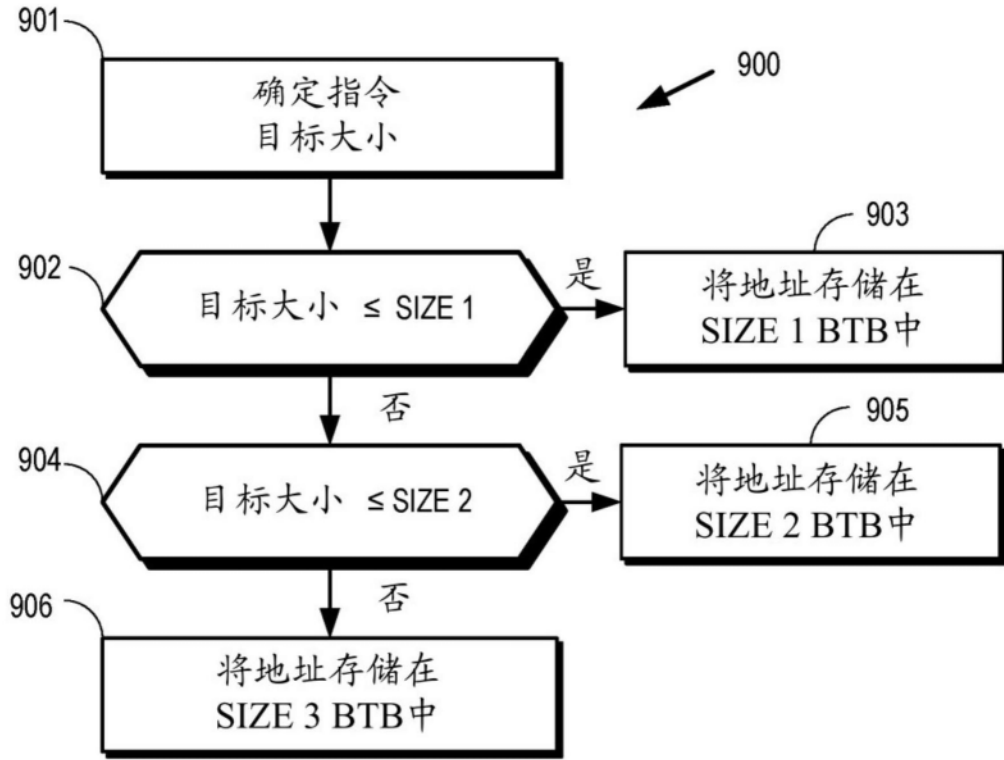 901
确定指令
目标大小
900
902
目标大小 ≤ SIZE 1
是
903
将地址存储在
SIZE 1 BTB中
否
904
目标大小 ≤ SIZE 2
是
905
将地址存储在
SIZE 2 BTB中
否
906
将地址存储在
SIZE 3 BTB中